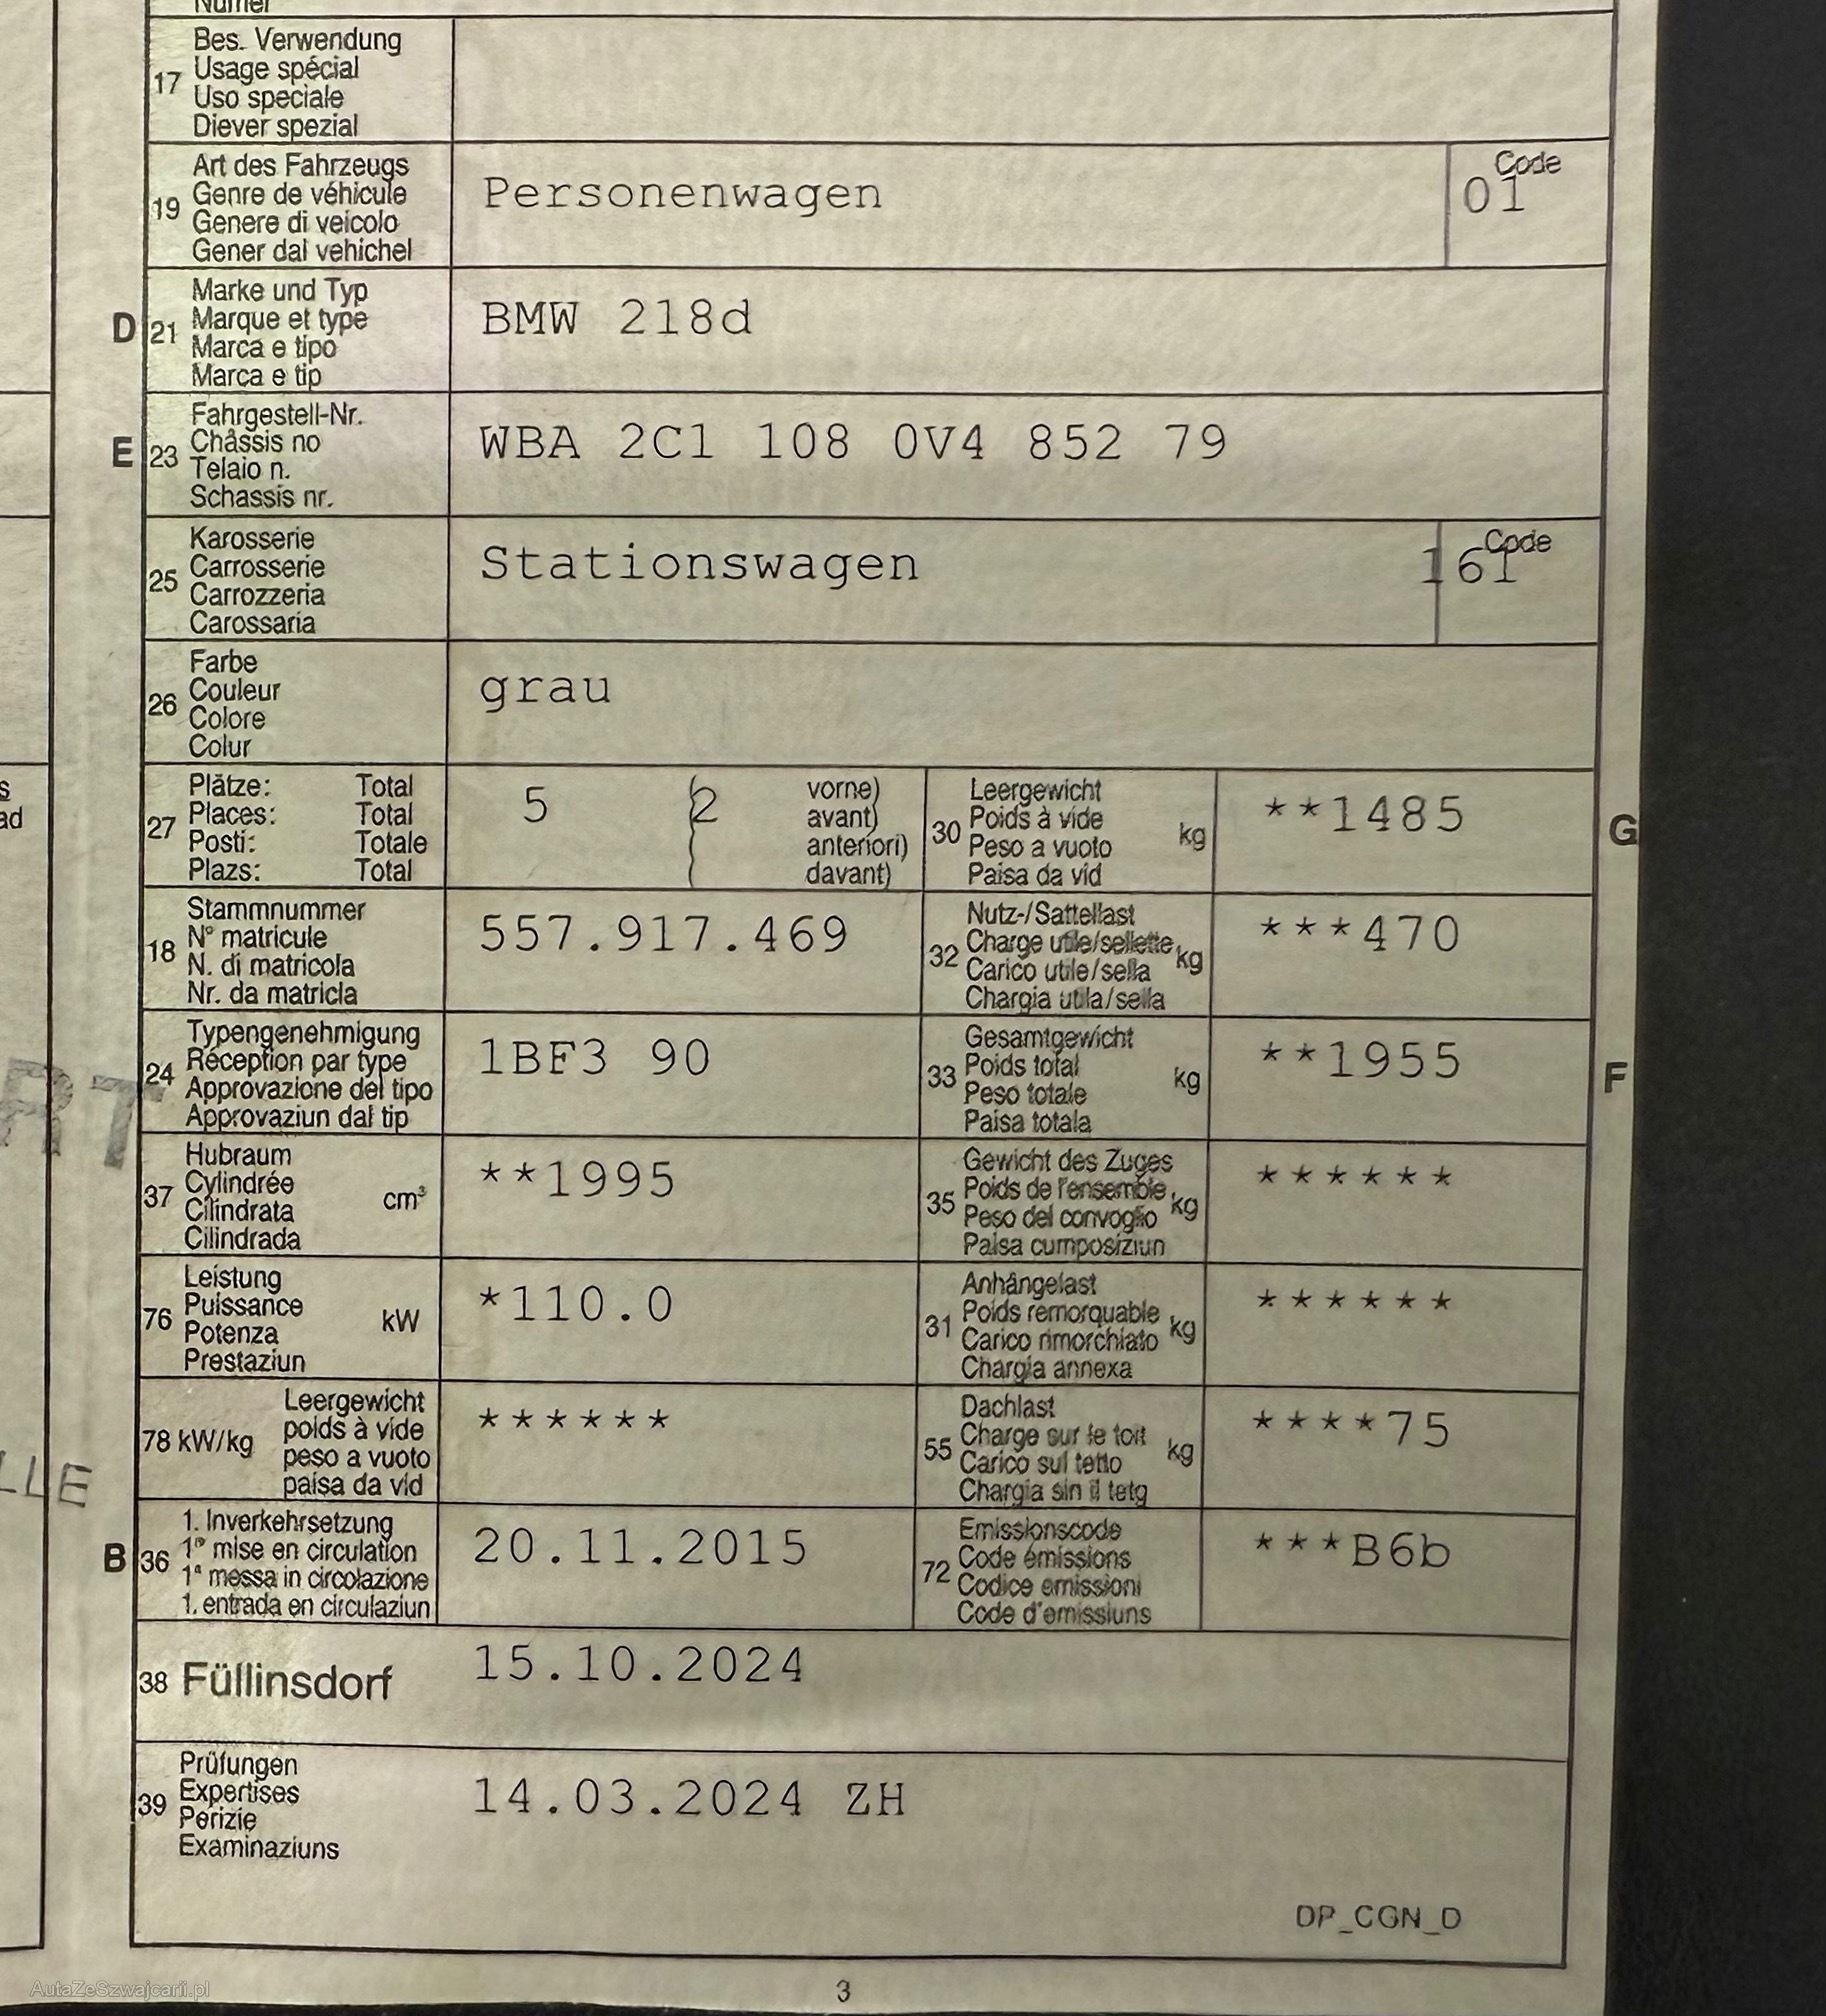 Numer
17
Bes. Verwendung
Usage spécial
Uso speciale
Diever spezial
19
Art des Fahrzeugs
Genre de véhicule
Genere di veicolo
Gener dal vehichel
Personenwagen
Code
01
D
21
Marke und Typ
Marque et type
Marca e tipo
Marca e tip
BMW 218d
E
23
Fahrgestell-Nr.
Châssis no
Telaio n.
Schassis nr.
WBA 2C1 108 0V4 852 79
25
Karosserie
Carrosserie
Carrozzeria
Carossaria
Stationswagen
Code
161
26
Farbe
Couleur
Colore
Colur
grau
27
Plätze: Total
Places: Total
Posti: Totale
Plazs: Total
5 (2
vorne)
avant)
anteriori)
davant)
30
Leergewicht
Poids à vide
Peso a vuoto
Paisa da vid
kg
**1485
G
18
Stammnummer
N° matricule
N. di matricola
Nr. da matricla
557.917.469
32
Nutz-/Sattellast
Charge utile/sellette
Carico utile/sella
Chargia utila/sella
kg
***470
24
Typengenehmigung
Réception par type
Approvazione del tipo
Approvaziun dal tip
1BF3 90
33
Gesamtgewicht
Poids total
Peso totale
Paisa totala
kg
**1955
F
37
Hubraum
Cylindrée
Cilindrata
Cilindrada
cm³
**1995
35
Gewicht des Zuges
Poids de l'ensemble
Peso del convoglio
Paisa cumposiziun
kg
******
76
Leistung
Puissance
Potenza
Prestaziun
kW
*110.0
31
Anhängelast
Poids remorquable
Carico rimorchiato
Chargia annexa
kg
******
78 kW/kg
Leergewicht
poids à vide
peso a vuoto
paisa da vid
******
55
Dachlast
Charge sur le toit
Carico sul tetto
Chargia sin il tetg
kg
****75
B
36
1. Inverkehrsetzung
1re mise en circulation
1a messa in circolazione
1. entrada en circulaziun
20.11.2015
72
Emissionscode
Code émissions
Codice emissioni
Code d'emissiuns
***B6b
38 Füllinsdorf
15.10.2024
39
Prüfungen
Expertises
Perizie
Examinaziuns
14.03.2024 ZH
DP_CGN_D
3
AutaZeSzwajcarii.pl